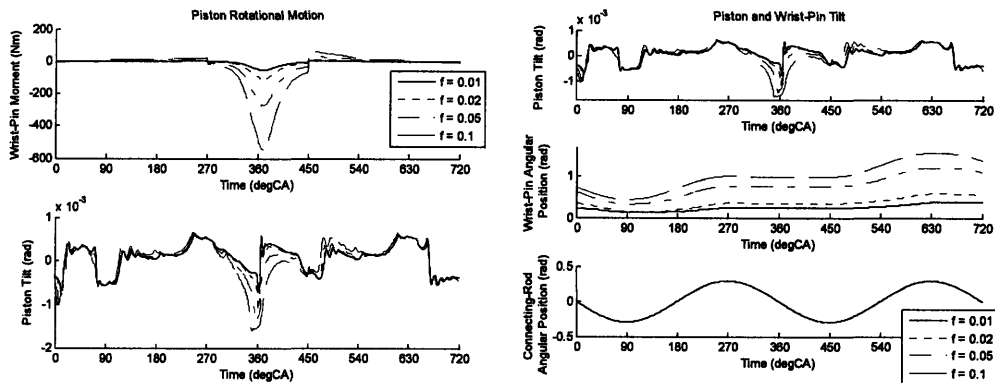 Piston Rotational Motion
Wrist-Pin Moment (Nm)
200
0
-200
-400
-600
0 90 180 270 360 450 540 630 720
Time (degCA)
f = 0.01
f = 0.02
f = 0.05
f = 0.1
x 10⁻³
Piston Tilt (rad)
1
0
-1
-2
0 90 180 270 360 450 540 630 720
Time (degCA)
Piston and Wrist-Pin Tilt
x 10⁻³
Piston Tilt (rad)
1
0
-1
0 90 180 270 360 450 540 630 720
Time (degCA)
Wrist-Pin Angular
Position (rad)
1
0
0 90 180 270 360 450 540 630 720
Time (degCA)
Connecting-Rod
Angular Position (rad)
0.5
0
-0.5
0 90 180 270 360 450 540
Time (degCA)
f = 0.01
f = 0.02
f = 0.05
f = 0.1